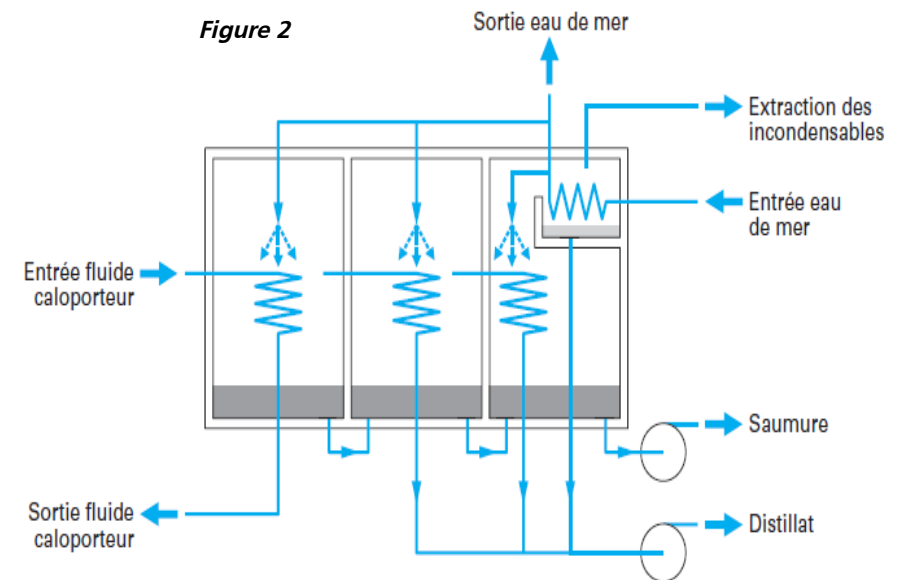 Figure 2
Sortie eau de mer
Extraction des
incondensables
Entrée eau
de mer
Entrée fluide
caloporteur
Saumure
Sortie fluide
caloporteur
Distillat